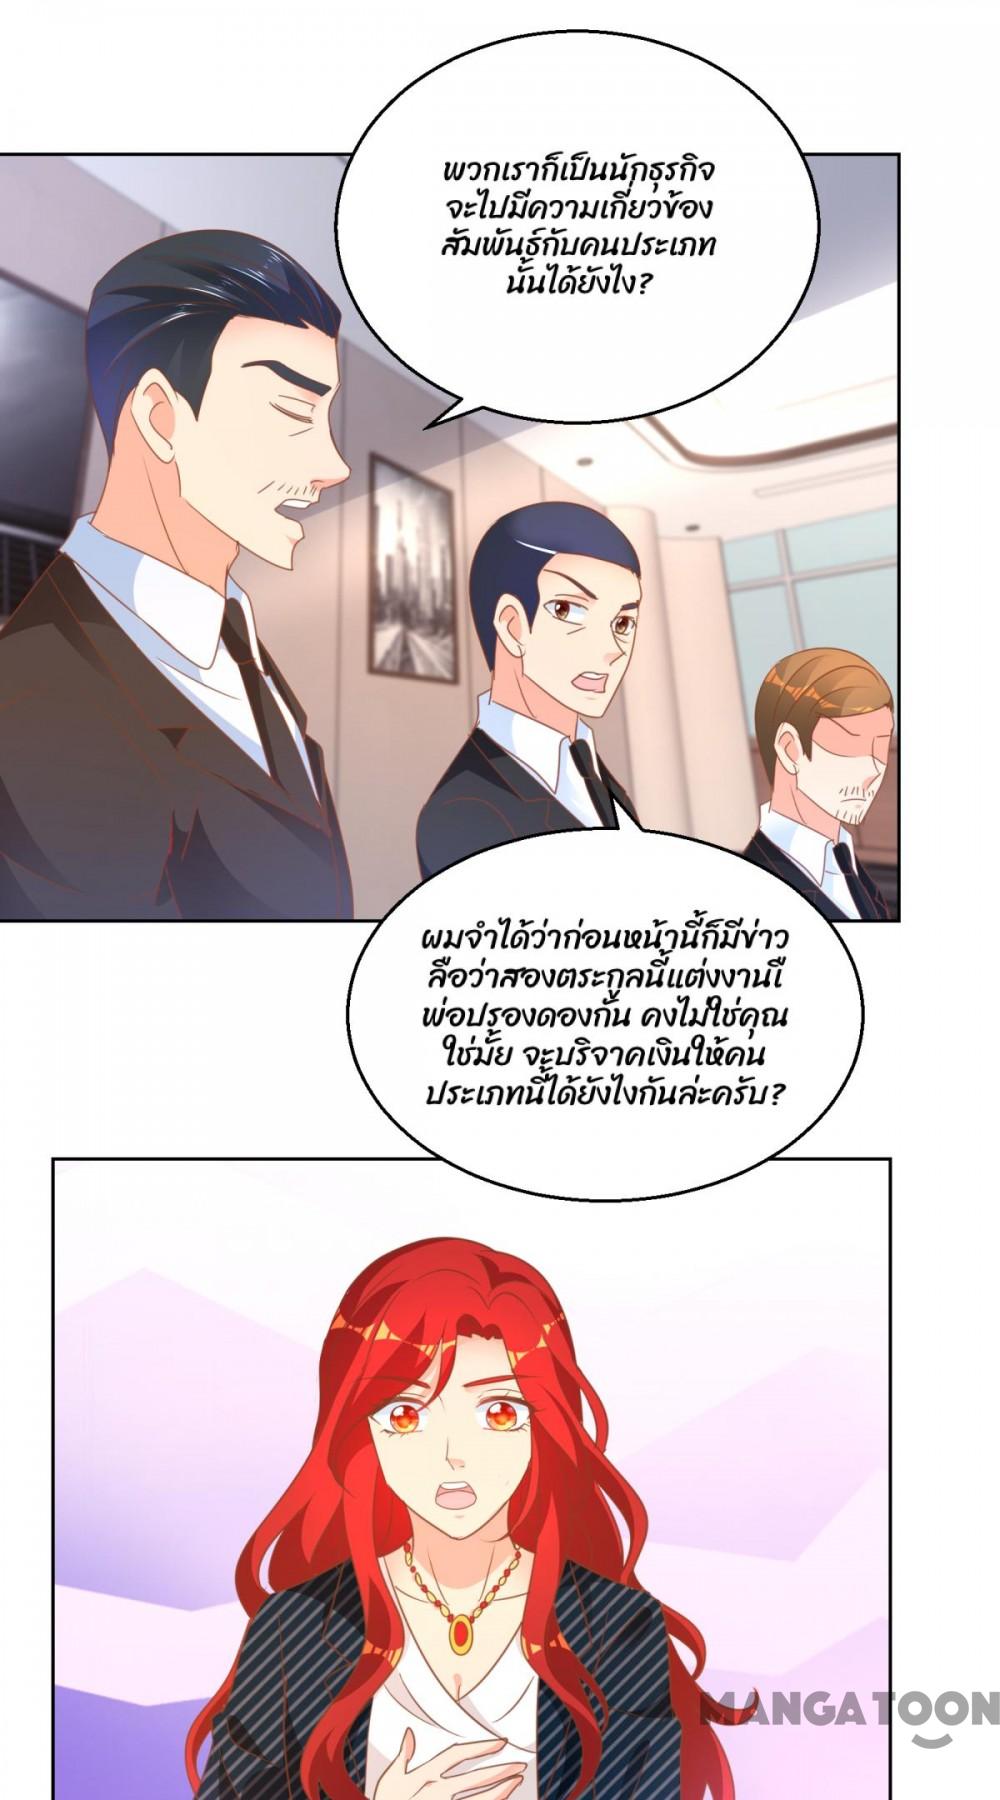 พวกเราก็เป็นนักธุรกิจ
จะไปมีความเกี่ยวข้อง
สัมพันธ์กับคนประเภท
นั้นได้ยังไง?
ผมจำได้ว่าก่อนหน้านี้ก็มีข่าว
ลือว่าสองตระกูลนี้แต่งงานเื
พ่อปรองดองกัน คงไม่ใช่คุณ
ใช่มั้ย จะบริจาคเงินให้คน
ประเภทนี้ได้ยังไงกันล่ะครับ?
MANGATOON